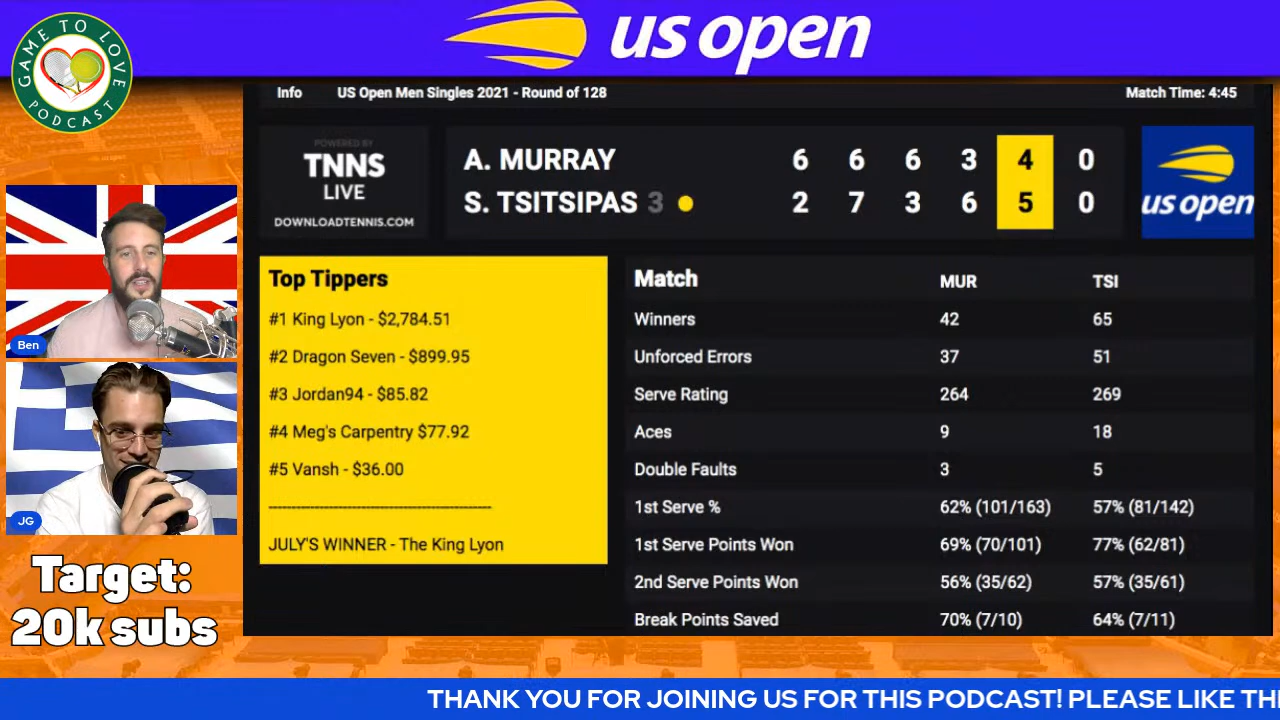 GAME TO LOVE
PODCAST
us open
Info US Open Men Singles 2021 - Round of 128 Match Time: 4:45
POWERED BY
TNNS
LIVE
DOWNLOADTENNIS.COM
A. MURRAY 6 6 6 3 4 0
S. TSITSIPAS 3 2 7 3 6 5 0
us open
Ben
JG
Target:
20k subs
Top Tippers
#1 King Lyon - $2,784.51
#2 Dragon Seven - $899.95
#3 Jordan94 - $85.82
#4 Meg's Carpentry $77.92
#5 Vansh - $36.00
--------------------------------------------------
JULY'S WINNER - The King Lyon
Match MUR TSI
Winners 42 65
Unforced Errors 37 51
Serve Rating 264 269
Aces 9 18
Double Faults 3 5
1st Serve % 62% (101/163) 57% (81/142)
1st Serve Points Won 69% (70/101) 77% (62/81)
2nd Serve Points Won 56% (35/62) 57% (35/61)
Break Points Saved 70% (7/10) 64% (7/11)
THANK YOU FOR JOINING US FOR THIS PODCAST! PLEASE LIKE TH